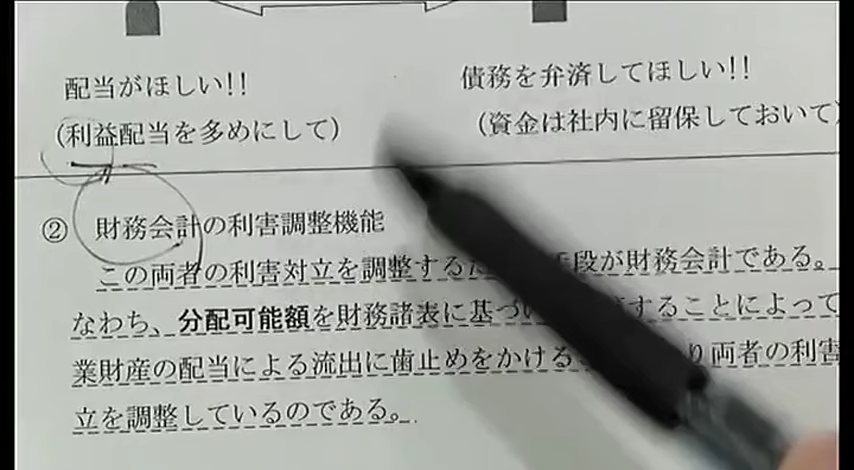 配当がほしい!!
債務を弁済してほしい!!
(利益配当を多めにして)
(資金は社内に留保しておいて)
② 財務会計の利害調整機能
この両者の利害対立を調整する 段が財務会計である。
なわち、分配可能額を財務諸表に基づい することによって
業財産の配当による流出に歯止めをかける り両者の利害
立を調整しているのである。